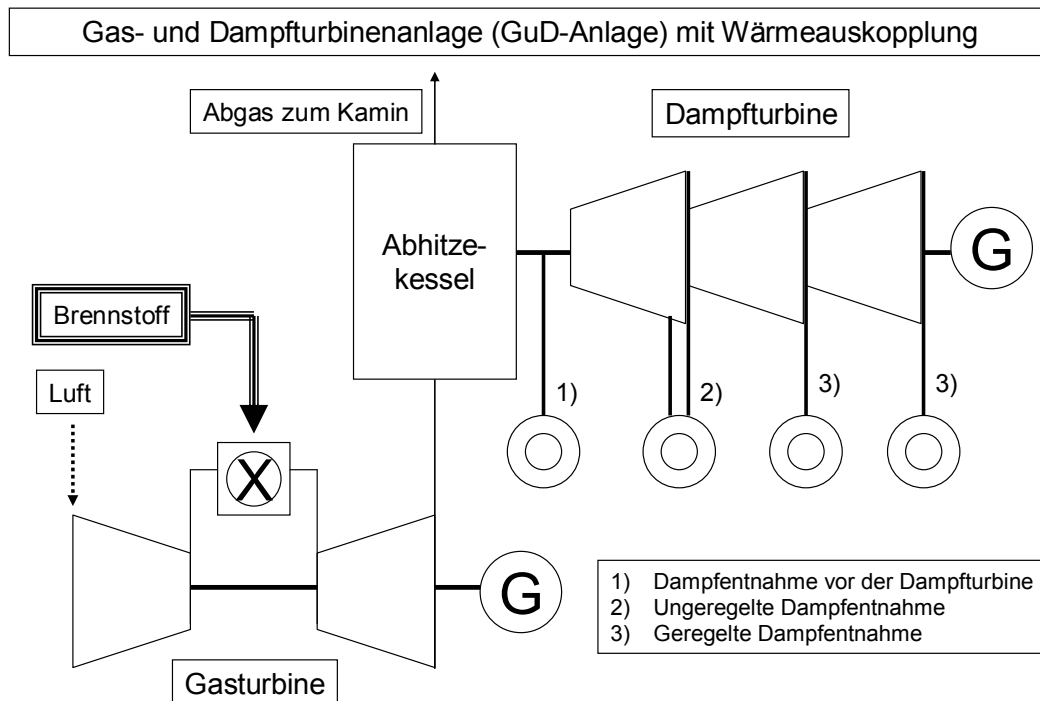 Gas- und Dampfturbinenanlage (GuD-Anlage) mit Wärmeauskopplung
Abgas zum Kamin
Dampfturbine
Abhitze-
kessel
G
Brennstoff
Luft
1)
2)
3)
3)
X
G
Gasturbine
1) Dampfentnahme vor der Dampfturbine
2) Ungeregelte Dampfentnahme
3) Geregelte Dampfentnahme